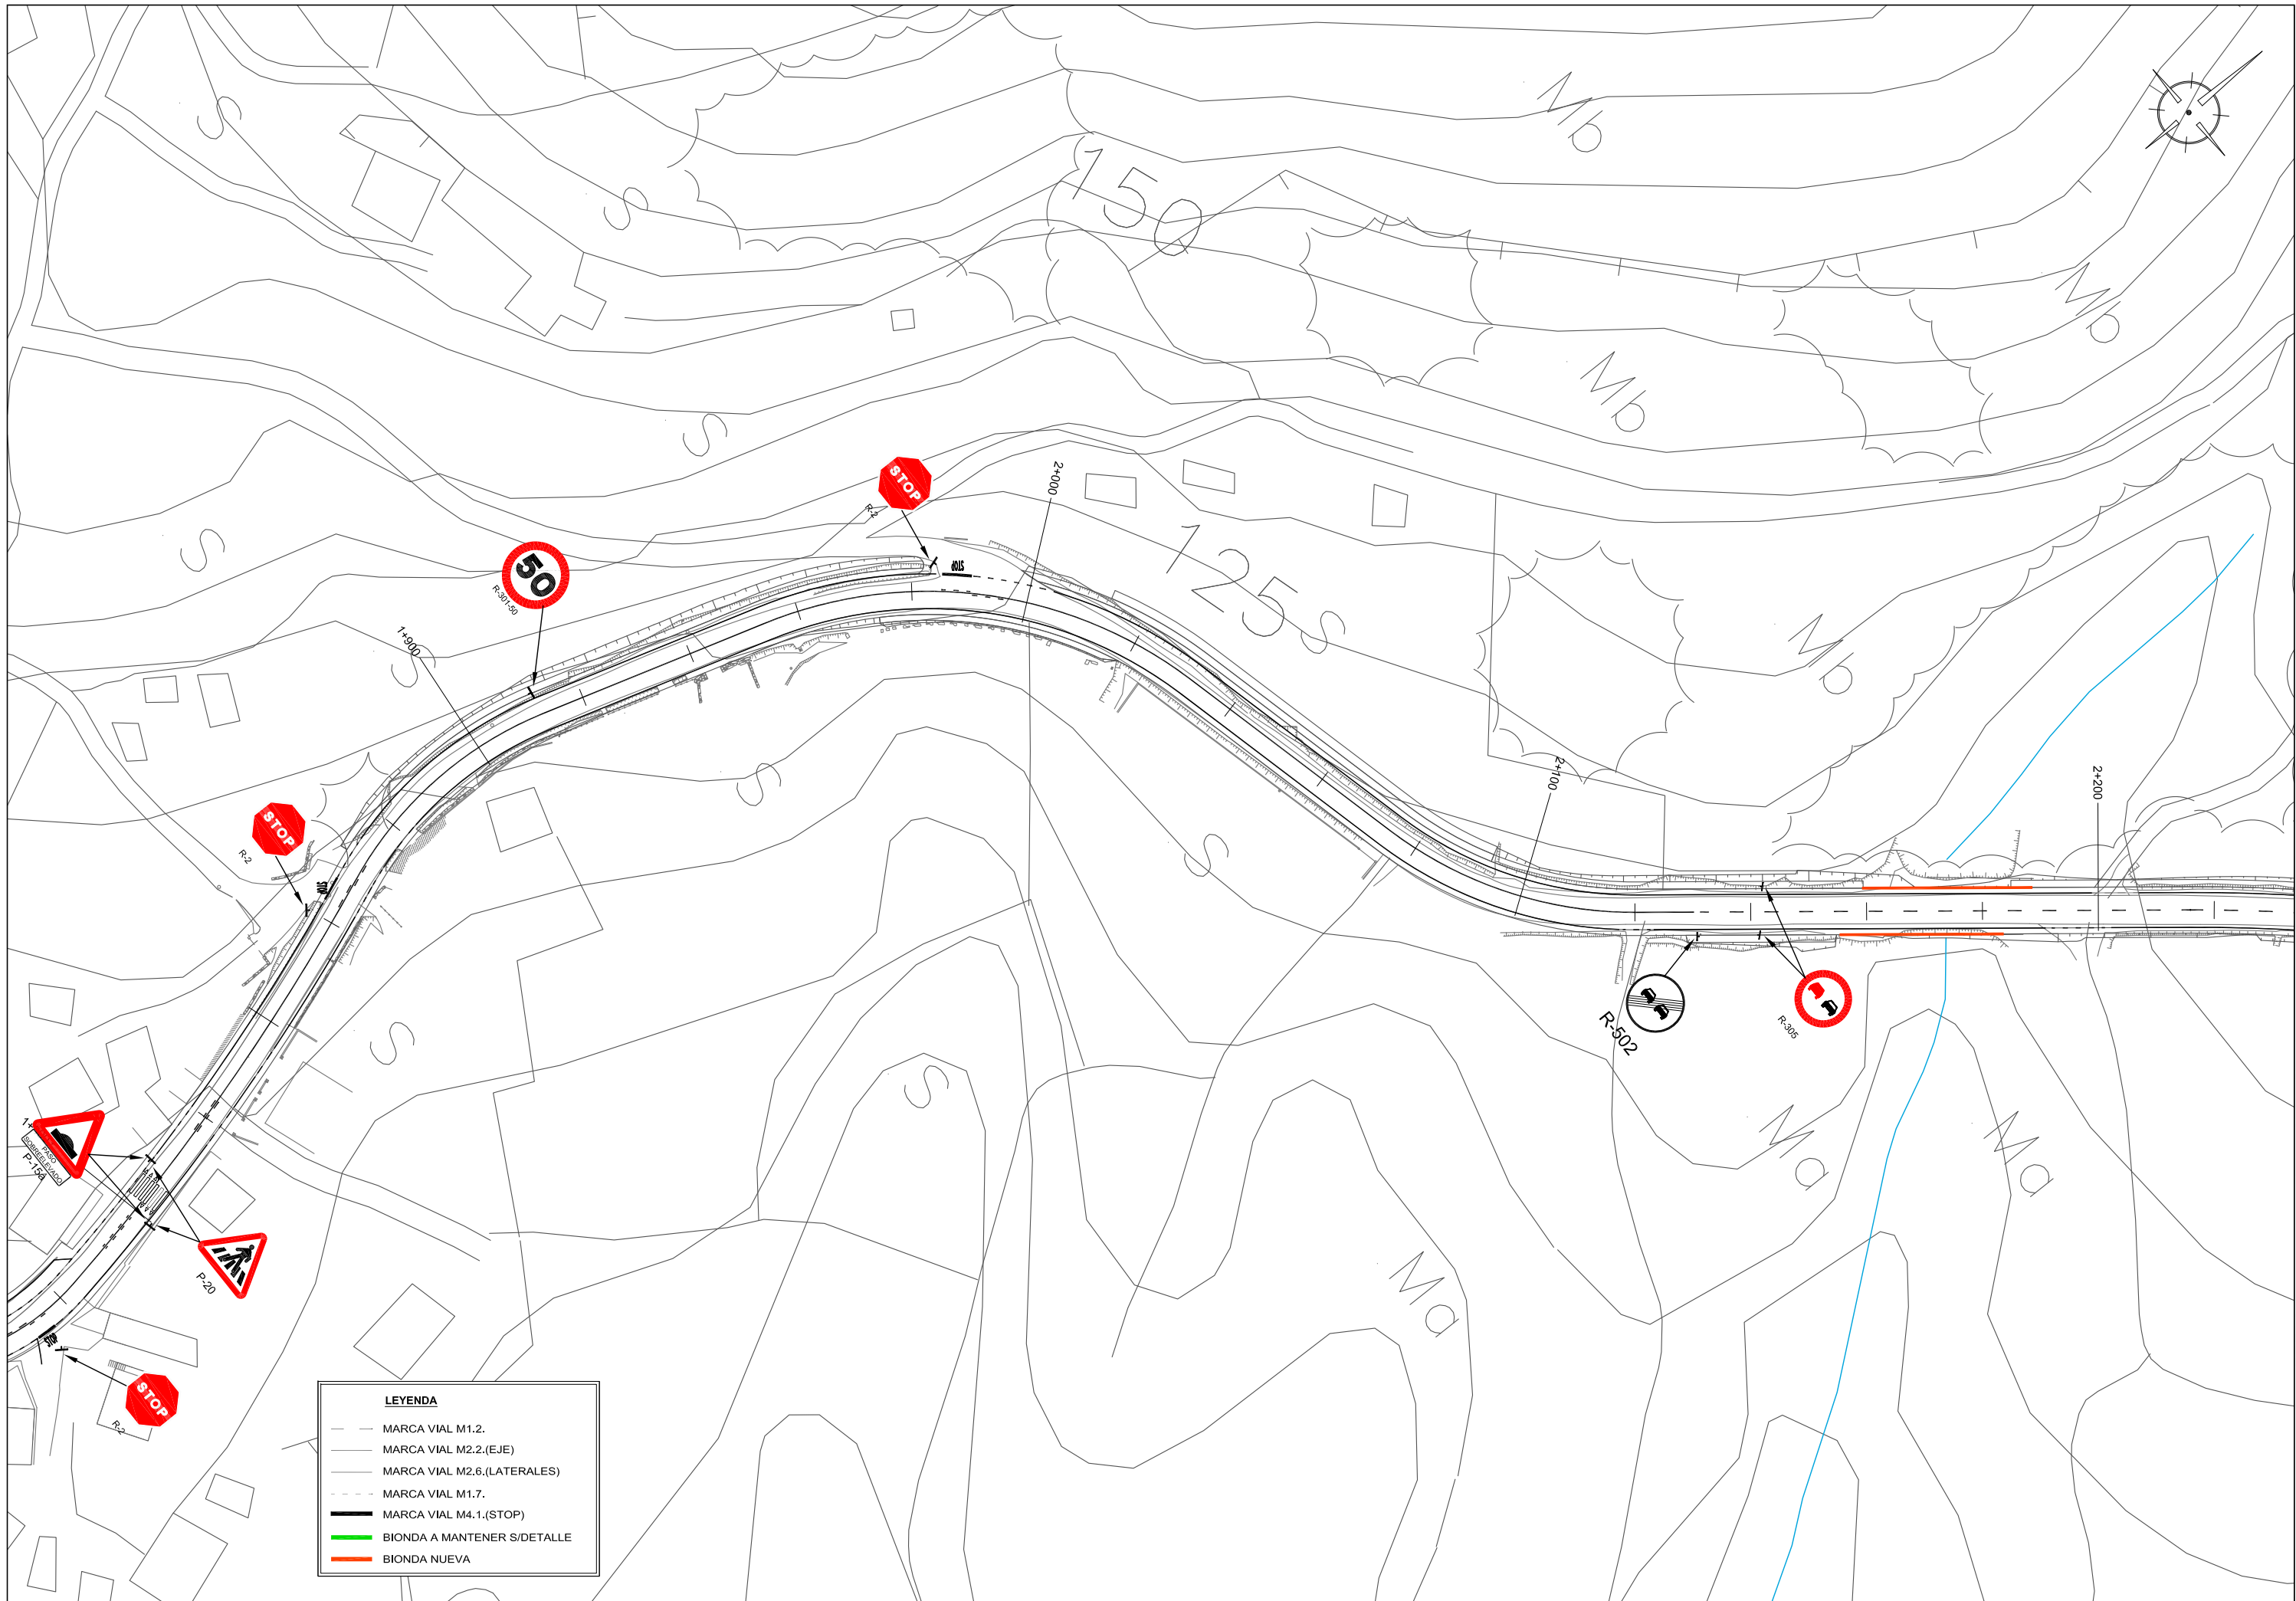 S
Mb
150
S
Mb
Mb
S
STOP
R-2
2+000
STOP
S
50
R-301-50
125
S
1+900
S
Mb
S
2+100
2+200
STOP
R-2
STOP
S
R-502
R-305
S
S
PASO
SOBREELEVADO
P-15a
P-20
Ma
Ma
Ma
STOP
STOP
R-2
LEYENDA
MARCA VIAL M1.2.
MARCA VIAL M2.2.(EJE)
MARCA VIAL M2.6.(LATERALES)
MARCA VIAL M1.7.
MARCA VIAL M4.1.(STOP)
BIONDA A MANTENER S/DETALLE
BIONDA NUEVA